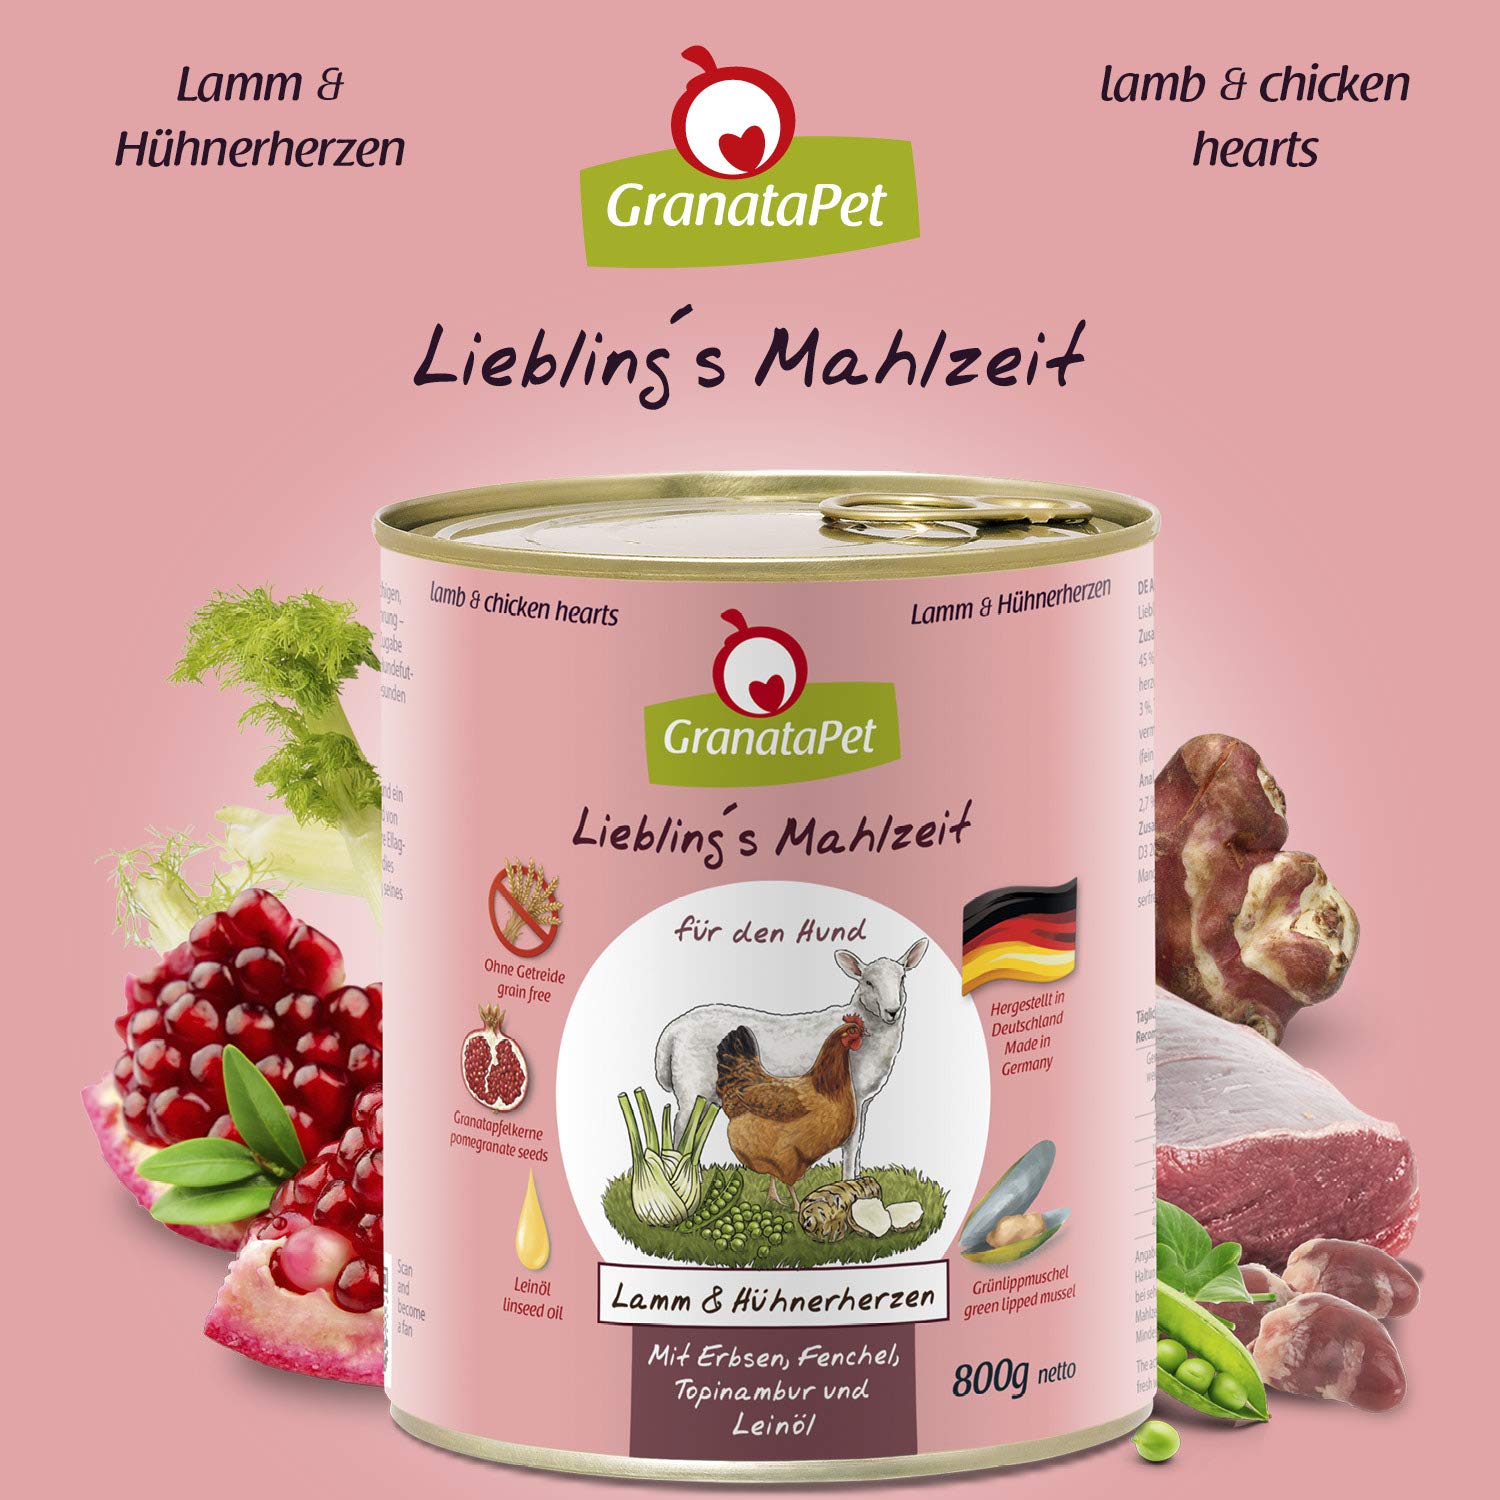 Lamm &
Hühnerherzen
GranataPet
lamb & chicken
hearts
Liebling´s Mahlzeit
lamb & chicken hearts
Lamm & Hühnerherzen
GranataPet
Liebling´s Mahlzeit
für den Hund
Ohne Getreide
grain free
Granatapfelkerne
pomegranate seeds
Leinöl
linseed oil
Hergestellt in
Deutschland
Made in
Germany
Grünlippmuschel
green lipped mussel
Lamm & Hühnerherzen
Mit Erbsen, Fenchel,
Topinambur und
Leinöl
800g netto
Scan
and
become
a fan